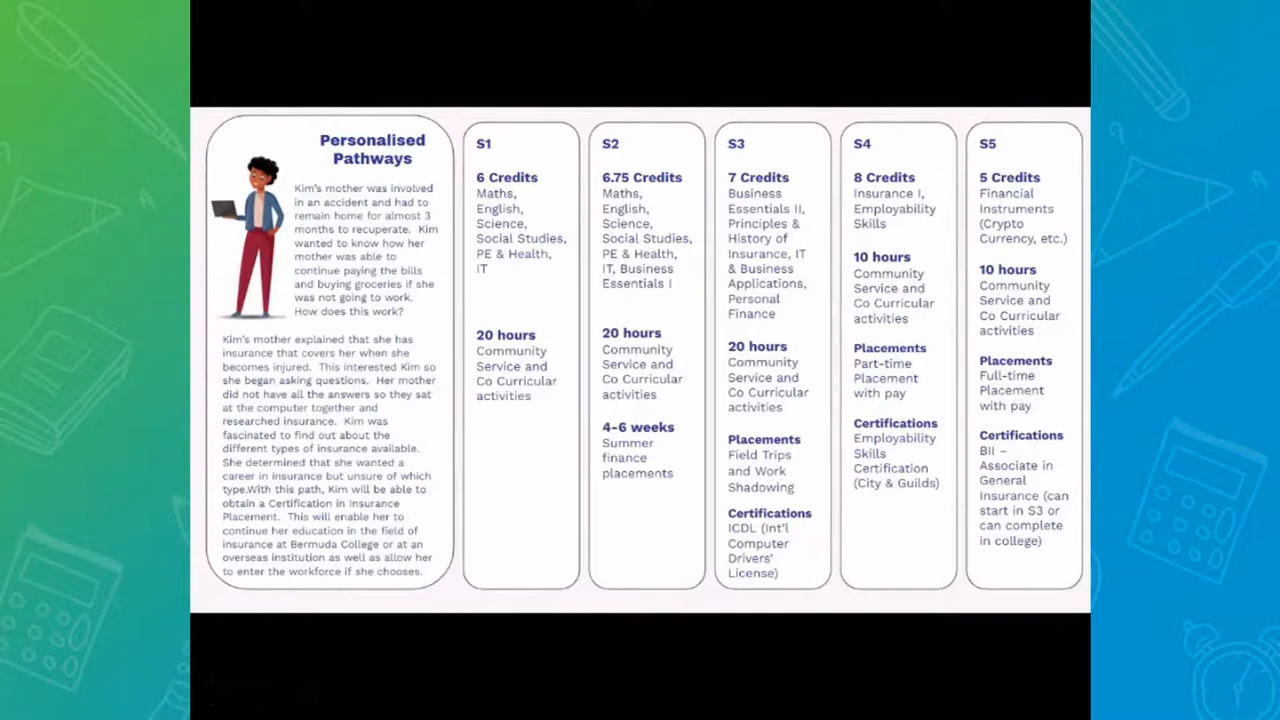 Personalised
Pathways
Kim's mother was involved
in an accident and had to
remain home for almost 3
months to recuperate. Kim
wanted to know how her
mother was able to
continue paying the bills
and buying groceries if she
was not going to work.
How does this work?
Kim's mother explained that she has
insurance that covers her when she
becomes injured. This interested Kim so
she began asking questions. Her mother
did not have all the answers so they sat
at the computer together and
researched insurance. Kim was
fascinated to find out about the
different types of insurance available.
She determined that she wanted a
career in insurance but unsure of which
type.With this path, Kim will be able to
obtain a Certification in Insurance
Placement. This will enable her to
continue her education in the field of
insurance at Bermuda College or at an
overseas institution as well as allow her
to enter the workforce if she chooses.
S1
6 Credits
Maths,
English,
Science,
Social Studies,
PE & Health,
IT
20 hours
Community
Service and
Co Curricular
activities
S2
6.75 Credits
Maths,
English,
Science,
Social Studies,
PE & Health,
IT, Business
Essentials I
20 hours
Community
Service and
Co Curricular
activities
4-6 weeks
Summer
finance
placements
S3
7 Credits
Business
Essentials II,
Principles &
History of
Insurance, IT
& Business
Applications,
Personal
Finance
20 hours
Community
Service and
Co Curricular
activities
Placements
Field Trips
and Work
Shadowing
Certifications
ICDL (Int'l
Computer
Drivers'
License)
S4
8 Credits
Insurance I,
Employability
Skills
10 hours
Community
Service and
Co Curricular
activities
Placements
Part-time
Placement
with pay
Certifications
Employability
Skills
Certification
(City & Guilds)
S5
5 Credits
Financial
Instruments
(Crypto
Currency, etc.)
10 hours
Community
Service and
Co Curricular
activities
Placements
Full-time
Placement
with pay
Certifications
BII –
Associate in
General
Insurance (can
start in S3 or
can complete
in college)